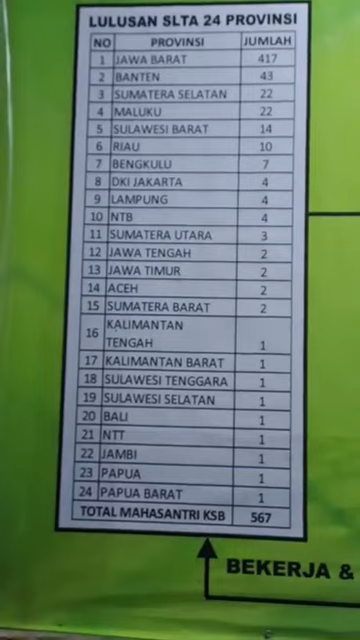 LULUSAN SLTA 24 PROVINSI
NO PROVINSI JUMLAH
1 JAWA BARAT 417
2 BANTEN 43
3 SUMATERA SELATAN 22
4 MALUKU 22
5 SULAWESI BARAT 14
6 RIAU 10
7 BENGKULU 7
8 DKI JAKARTA 4
9 LAMPUNG 4
10 NTB 4
11 SUMATERA UTARA 3
12 JAWA TENGAH 2
13 JAWA TIMUR 2
14 ACEH 2
15 SUMATERA BARAT 2
16 KALIMANTAN
TENGAH 1
17 KALIMANTAN BARAT 1
18 SULAWESI TENGGARA 1
19 SULAWESI SELATAN 1
20 BALI 1
21 NTT 1
22 JAMBI 1
23 PAPUA 1
24 PAPUA BARAT 1
TOTAL MAHASANTRI KSB 567
BEKERJA &